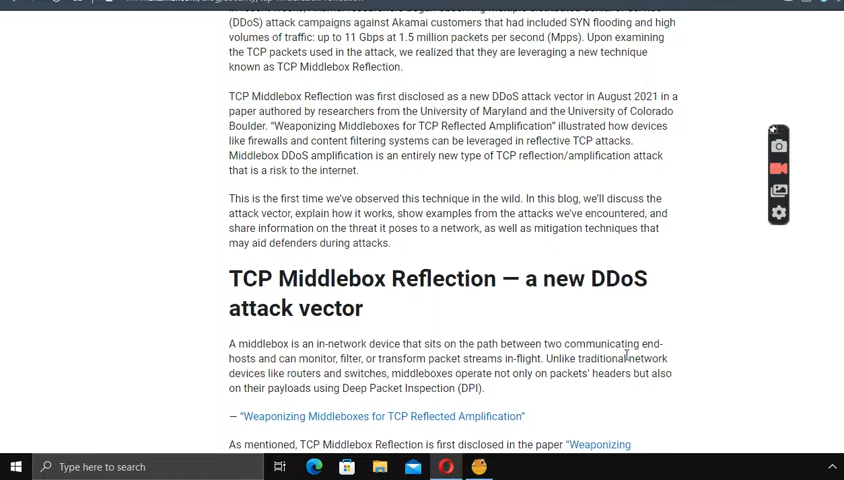 (DDoS) attack campaigns against Akamai customers that had included SYN flooding and high
volumes of traffic: up to 11 Gbps at 1.5 million packets per second (Mpps). Upon examining
the TCP packets used in the attack, we realized that they are leveraging a new technique
known as TCP Middlebox Reflection.
TCP Middlebox Reflection was first disclosed as a new DDoS attack vector in August 2021 in a
paper authored by researchers from the University of Maryland and the University of Colorado
Boulder. “Weaponizing Middleboxes for TCP Reflected Amplification” illustrated how devices
like firewalls and content filtering systems can be leveraged in reflective TCP attacks.
Middlebox DDoS amplification is an entirely new type of TCP reflection/amplification attack
that is a risk to the internet.
This is the first time we’ve observed this technique in the wild. In this blog, we’ll discuss the
attack vector, explain how it works, show examples from the attacks we’ve encountered, and
share information on the threat it poses to a network, as well as mitigation techniques that
may aid defenders during attacks.
TCP Middlebox Reflection — a new DDoS
attack vector
A middlebox is an in-network device that sits on the path between two communicating end-
hosts and can monitor, filter, or transform packet streams in-flight. Unlike traditional network
devices like routers and switches, middleboxes operate not only on packets’ headers but also
on their payloads using Deep Packet Inspection (DPI).
— “Weaponizing Middleboxes for TCP Reflected Amplification”
As mentioned, TCP Middlebox Reflection is first disclosed in the paper “Weaponizing
Type here to search